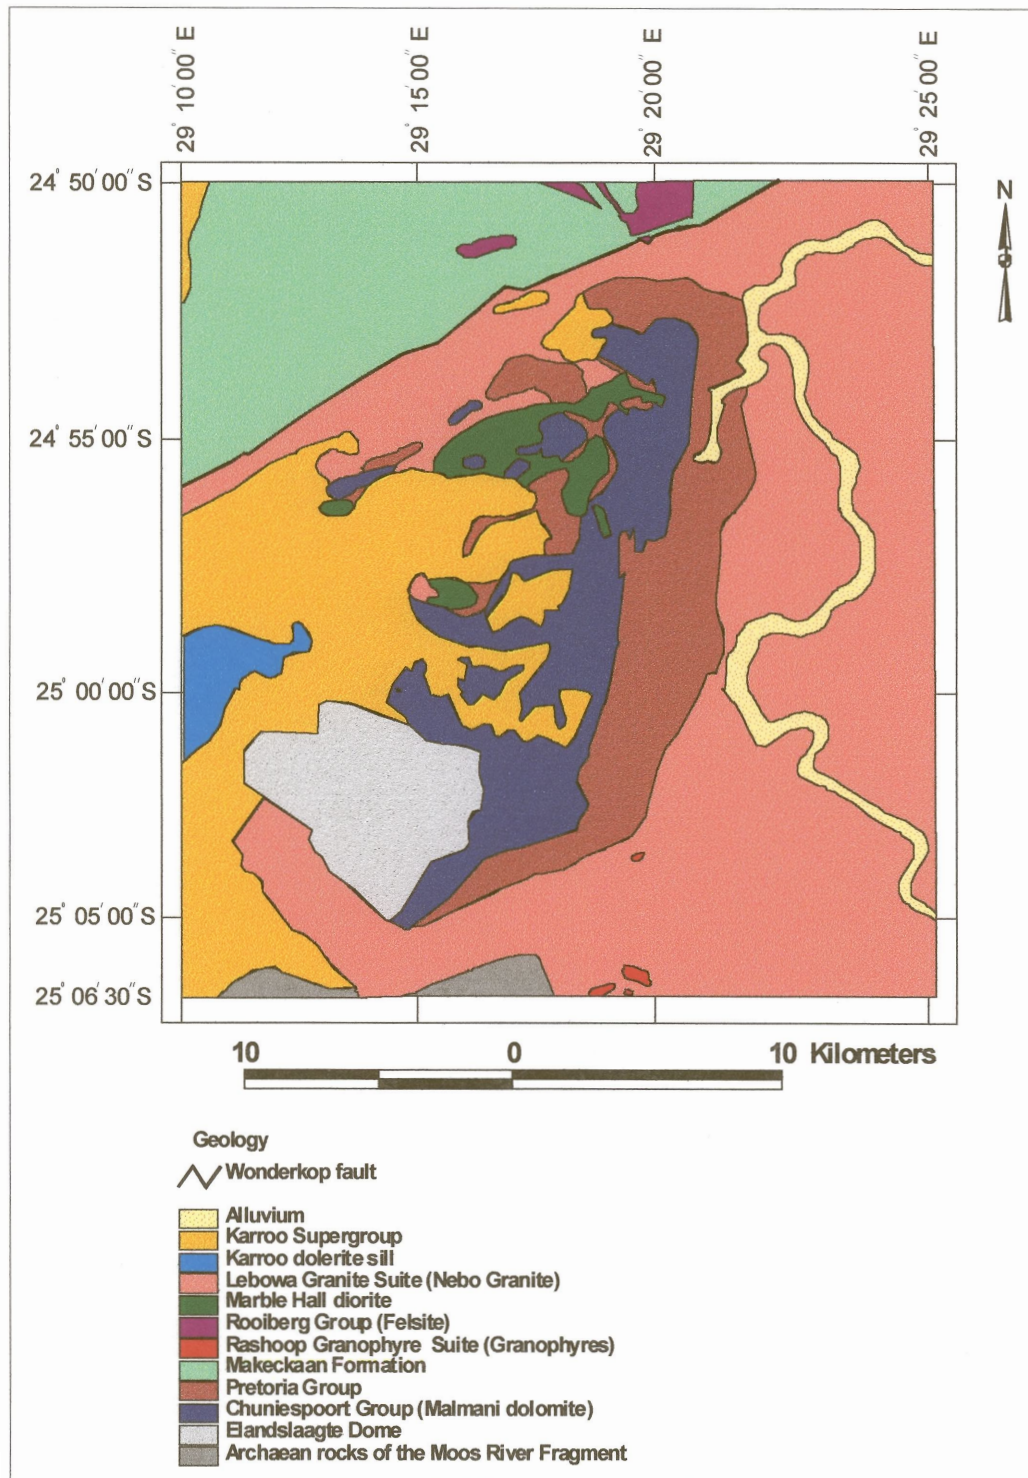 29° 10' 00" E
29° 15' 00" E
29° 20' 00" E
29° 25' 00" E
24° 50' 00" S
N
24° 55' 00" S
25° 00' 00" S
25° 05' 00" S
25° 06' 30" S
10 0 10 Kilometers
Geology
Wonderkop fault
Alluvium
Karroo Supergroup
Karroo dolerite sill
Lebowa Granite Suite (Nebo Granite)
Marble Hall diorite
Rooiberg Group (Felsite)
Rashoop Granophyre Suite (Granophyres)
Makeckaan Formation
Pretoria Group
Chuniespoort Group (Malmani dolomite)
Elandslaagte Dome
Archaean rocks of the Moos River Fragment